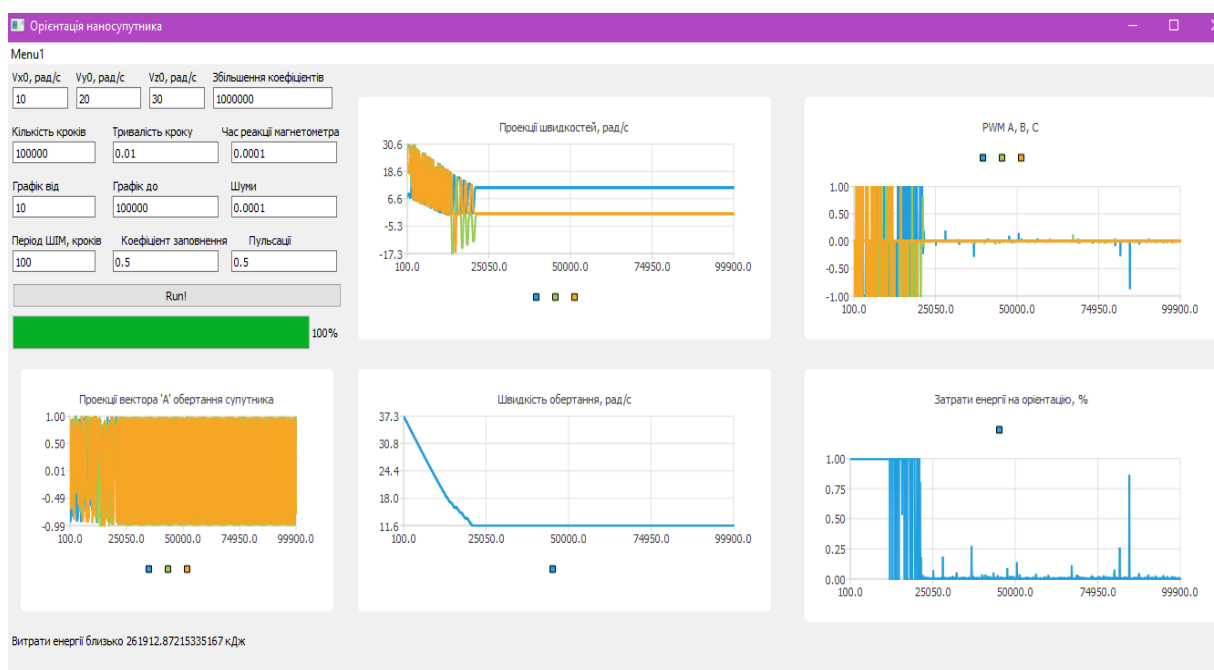 Орієнтація наносупутника
Menu1
Vx0, рад/с Vy0, рад/с Vz0, рад/с Збільшення коефіцієнтів
10 20 30 1000000
Кількість кроків Тривалість кроку Час реакції магнетометра
100000 0.01 0.0001
Графік від Графік до Шуми
10 100000 0.0001
Період ШІМ, кроків Коефіцієнт заповнення Пульсації
100 0.5 0.5
Run!
100%
Проекції швидкостей, рад/с
30.6
18.6
6.6
-5.3
-17.3
100.0 25050.0 50000.0 74950.0 99900.0
PWM A, B, C
1.00
0.50
0.00
-0.50
-1.00
100.0 25050.0 50000.0 74950.0 99900.0
Проекції вектора 'A' обертання супутника
1.00
0.50
0.01
-0.49
-0.99
100.0 25050.0 50000.0 74950.0 99900.0
Швидкість обертання, рад/с
37.3
30.8
24.4
18.0
11.6
100.0 25050.0 50000.0 74950.0 99900.0
Затрати енергії на орієнтацію, %
1.00
0.75
0.50
0.25
0.00
100.0 25050.0 50000.0 74950.0 99900.0
Витрати енергії близько 261912.87215335167 кДж